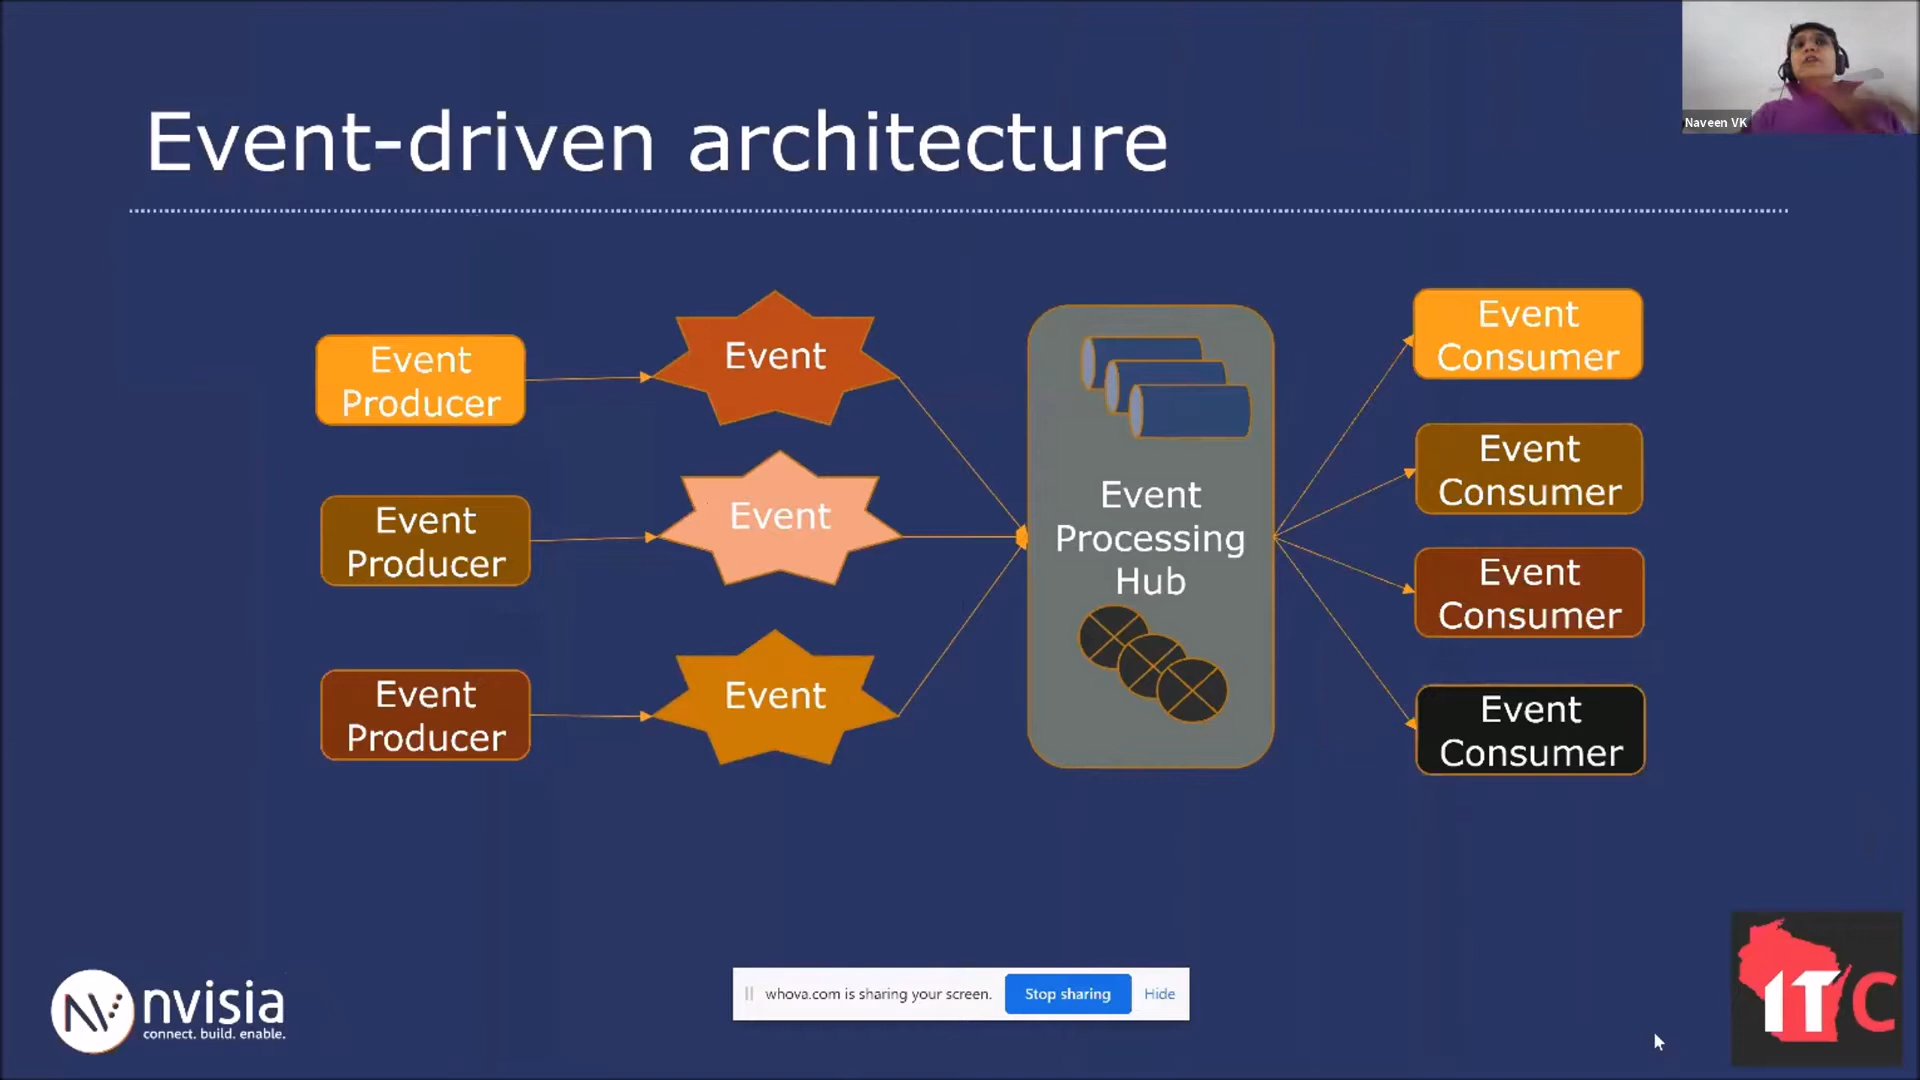 Naveen VK
Event-driven architecture
Event
Producer
Event
Event
Producer
Event
Event
Producer
Event
Event
Processing
Hub
Event
Consumer
Event
Consumer
Event
Consumer
Event
Consumer
NV nvisia
connect. build. enable.
whova.com is sharing your screen. Stop sharing Hide
ITC